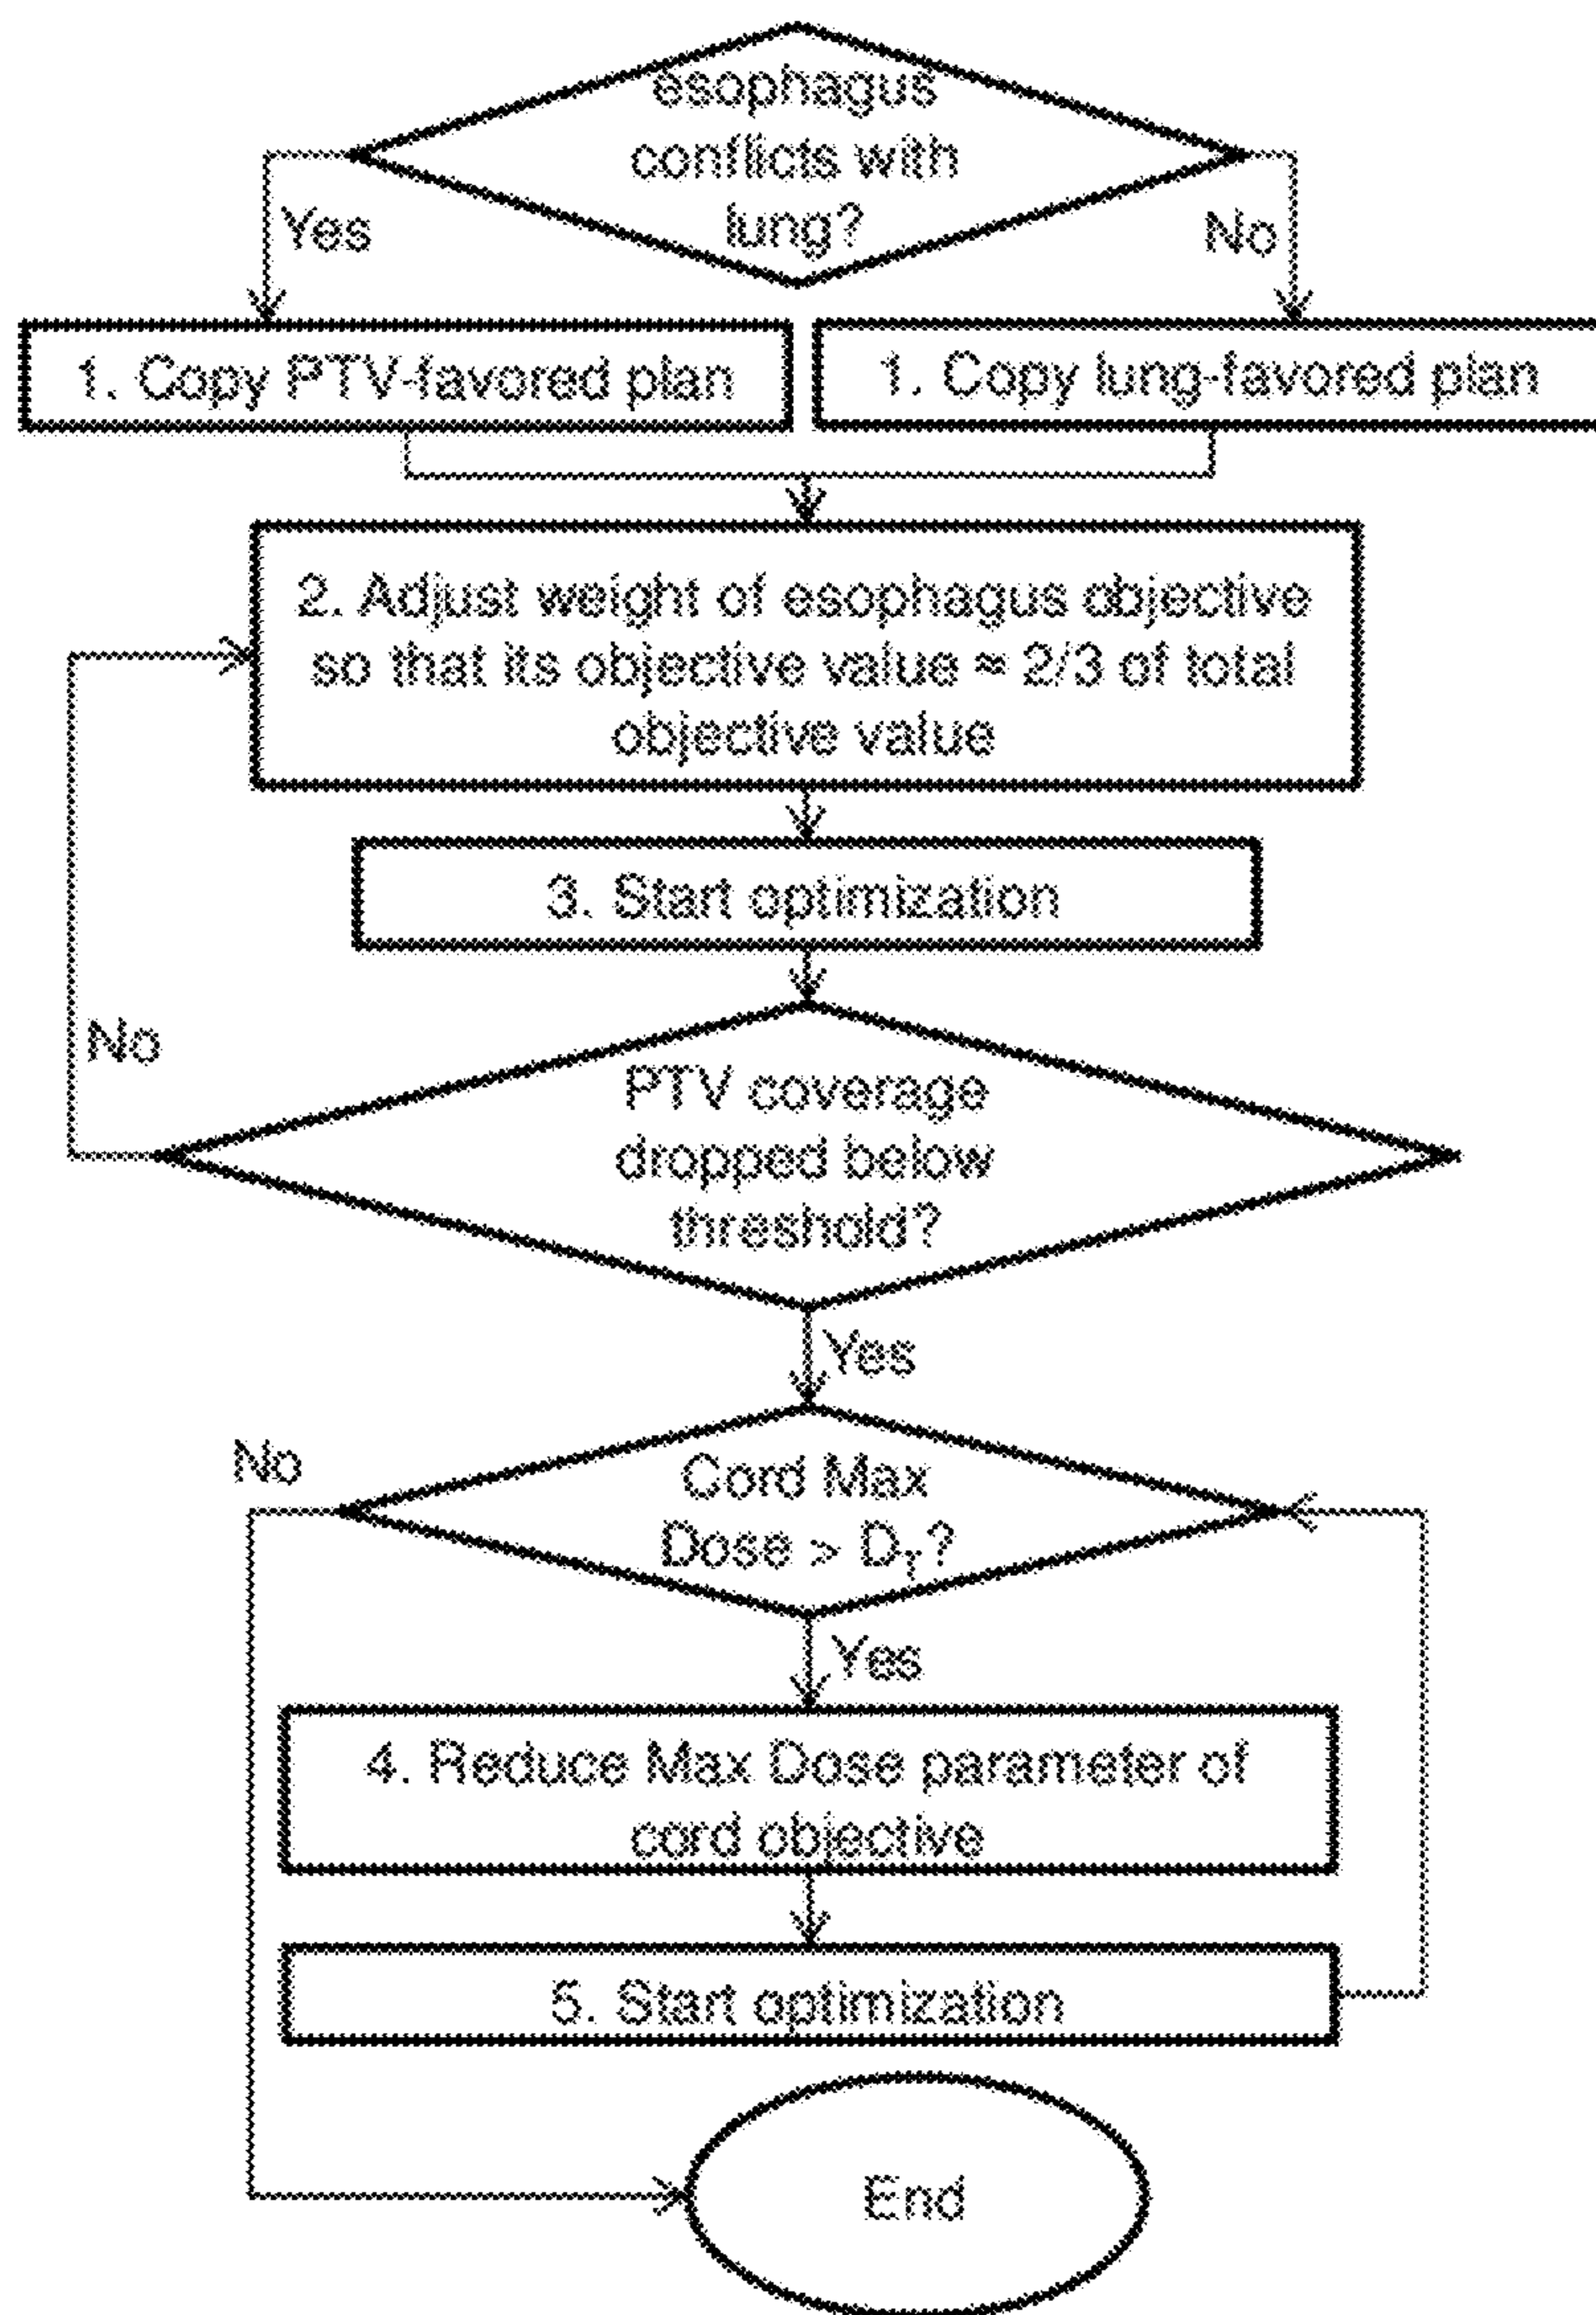 esophagus
conflicts with
lung?
Yes
No
1. Copy PTV-favored plan
1. Copy lung-favored plan
2. Adjust weight of esophagus objective
so that its objective value ≈ 2/3 of total
objective value
3. Start optimization
No
PTV coverage
dropped below
threshold?
Yes
No
Cord Max
Dose > D_T?
Yes
4. Reduce Max Dose parameter of
cord objective
5. Start optimization
End